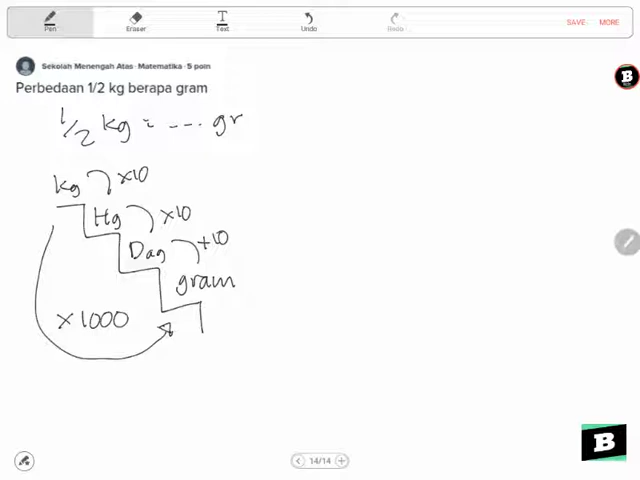 Pen
Eraser
Text
Undo
Redo
SAVE
MORE
Sekolah Menengah Atas · Matematika · 5 poin
Perbedaan 1/2 kg berapa gram
1/2 kg = --... gr
kg x10
Hg x10
Dag x10
gram
x1000
14/14
B
B